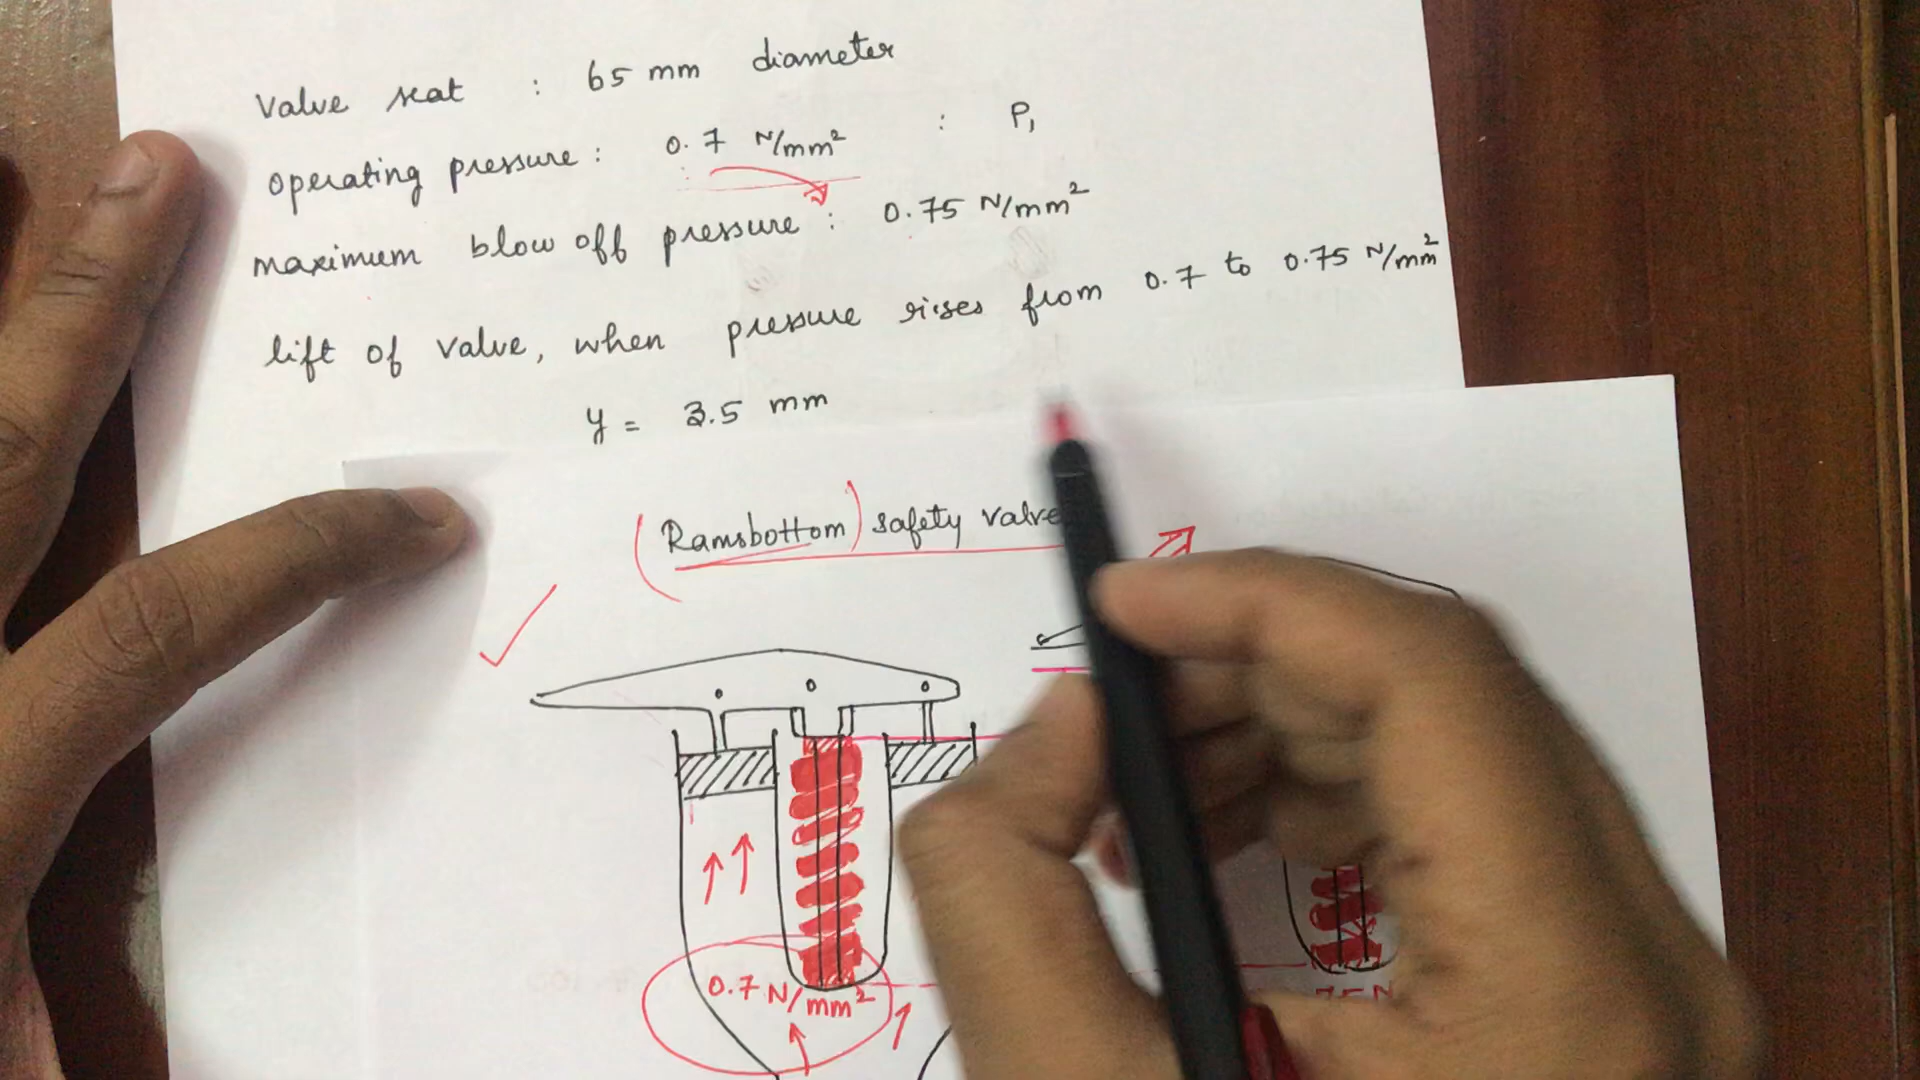 Valve seat : 65 mm diameter
operating pressure : 0.7 N/mm² : P₁
maximum blow off pressure : 0.75 N/mm²
lift of valve, when pressure rises from 0.7 to 0.75 N/mm²
y = 3.5 mm
(Ramsbottom) safety valve
0.7 N/mm²